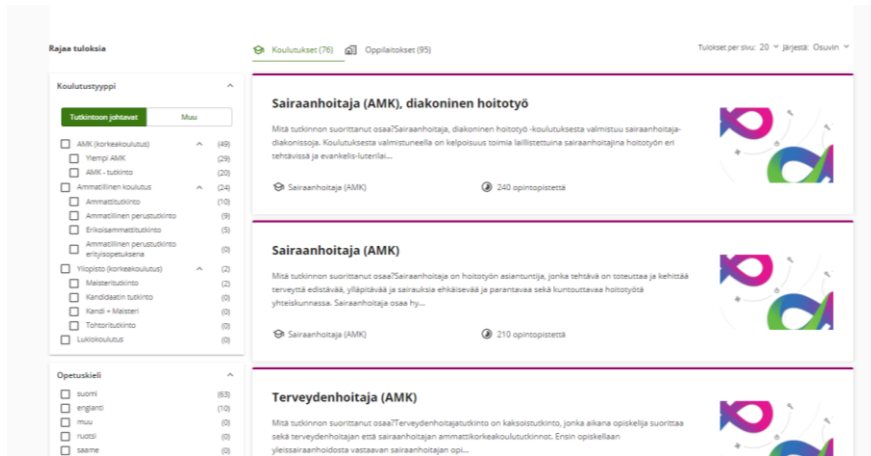 Rajaa tuloksia
Koulutukset (76) Oppilaitokset (95)
Tulokset per sivu: 20 Järjestä: Osuvin
Koulutustyyppi
Tutkintoon johtavat Muu
AMK (korkeakoulutus) (49)
Ylempi AMK (29)
AMK - tutkinto (20)
Ammatillinen koulutus (24)
Ammattitutkinto (10)
Ammatillinen perustutkinto (9)
Erikoisammattitutkinto (5)
Ammatillinen perustutkinto
erityisopetuksena (0)
Yliopisto (korkeakoulutus) (2)
Maisteritutkinto (2)
Kandidaatin tutkinto (0)
Kandi + Maisteri (0)
Tohtoritutkinto (0)
Lukiokoulutus (0)
Opetuskieli
suomi (63)
englanti (10)
muu (0)
ruotsi (0)
saame (0)
Sairaanhoitaja (AMK), diakoninen hoitotyö
Mitä tutkinnon suorittanut osaa?Sairaanhoitaja, diakoninen hoitotyö -koulutuksesta valmistuu sairaanhoitaja-
diakonissoja. Koulutuksesta valmistuneella on kelpoisuus toimia laillistettuina sairaanhoitajina hoitotyön eri
tehtävissä ja evankelis-luterilai...
Sairaanhoitaja (AMK) 240 opintopistettä
Sairaanhoitaja (AMK)
Mitä tutkinnon suorittanut osaa?Sairaanhoitaja on hoitotyön asiantuntija, jonka tehtävä on toteuttaa ja kehittää
terveyttä edistävää, ylläpitävää ja sairauksia ehkäisevää ja parantavaa sekä kuntouttavaa hoitotyötä
yhteiskunnassa. Sairaanhoitaja osaa hy...
Sairaanhoitaja (AMK) 210 opintopistettä
Terveydenhoitaja (AMK)
Mitä tutkinnon suorittanut osaa?Terveydenhoitajatutkinto on kaksoistutkinto, jonka aikana opiskelija suorittaa
sekä terveydenhoitajan että sairaanhoitajan ammattikorkeakoulututkinnot. Ensin opiskellaan
yleissairaanhoidosta vastaavan sairaanhoitajan opi...